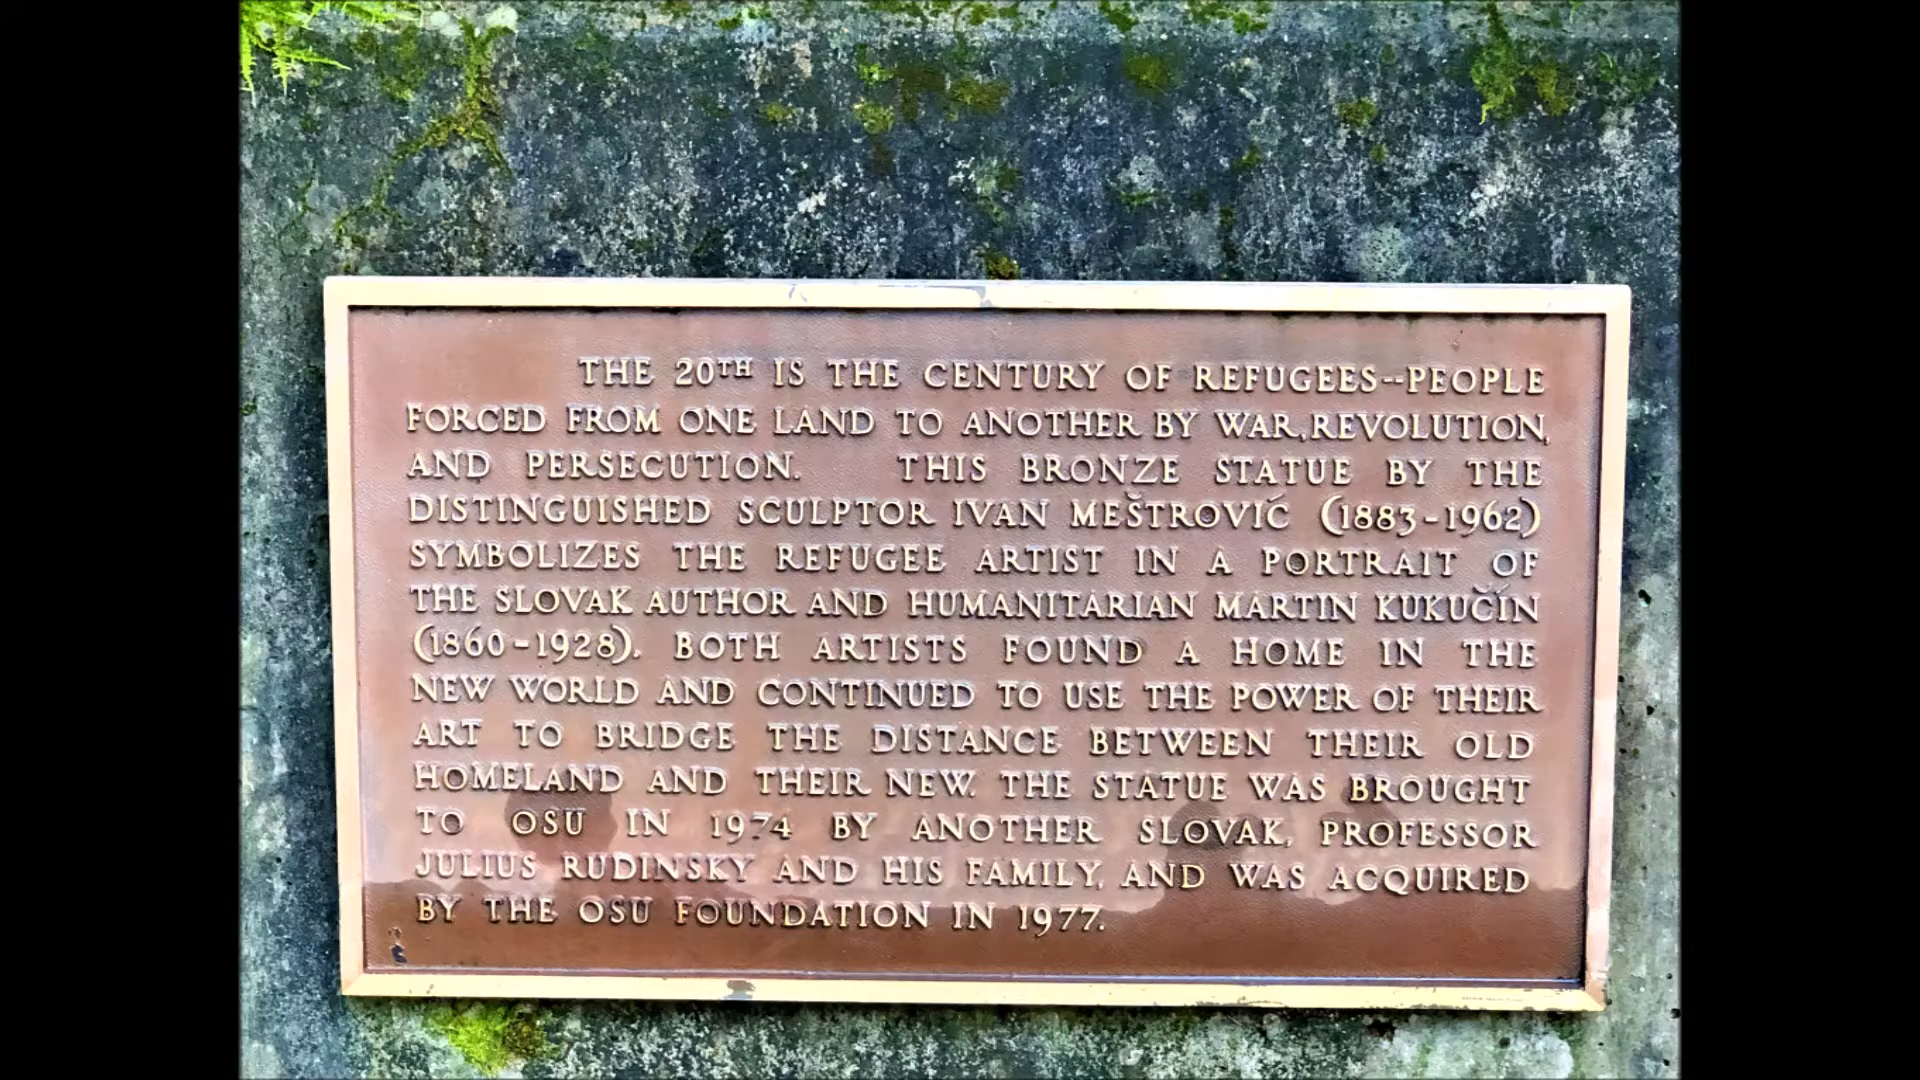 THE 20TH IS THE CENTURY OF REFUGEES--PEOPLE
FORCED FROM ONE LAND TO ANOTHER BY WAR, REVOLUTION,
AND PERSECUTION. THIS BRONZE STATUE BY THE
DISTINGUISHED SCULPTOR IVAN MEŠTROVIĆ (1883-1962)
SYMBOLIZES THE REFUGEE ARTIST IN A PORTRAIT OF
THE SLOVAK AUTHOR AND HUMANITARIAN MARTIN KUKUČÍN
(1860-1928). BOTH ARTISTS FOUND A HOME IN THE
NEW WORLD AND CONTINUED TO USE THE POWER OF THEIR
ART TO BRIDGE THE DISTANCE BETWEEN THEIR OLD
HOMELAND AND THEIR NEW. THE STATUE WAS BROUGHT
TO OSU IN 1974 BY ANOTHER SLOVAK, PROFESSOR
JULIUS RUDINSKY AND HIS FAMILY, AND WAS ACQUIRED
BY THE OSU FOUNDATION IN 1977.